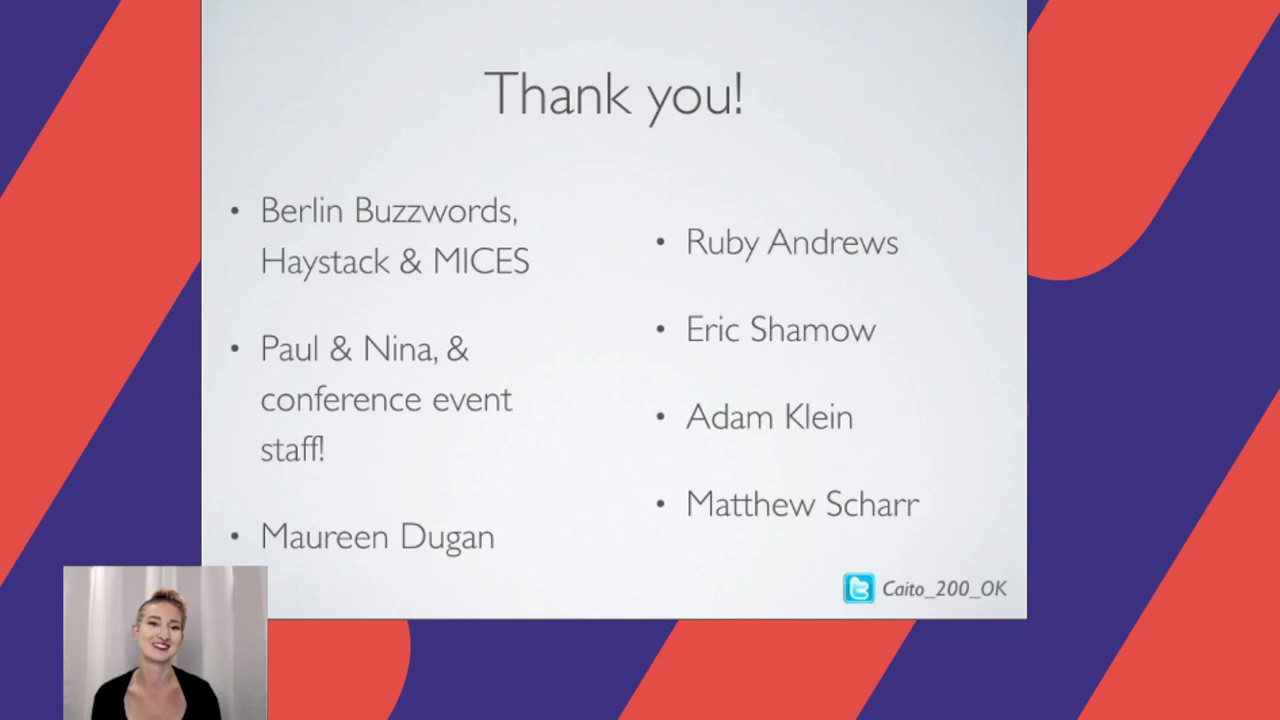 Thank you!
• Berlin Buzzwords,
Haystack & MICES
• Paul & Nina, &
conference event
staff!
• Maureen Dugan
• Ruby Andrews
• Eric Shamow
• Adam Klein
• Matthew Scharr
Caito_200_OK